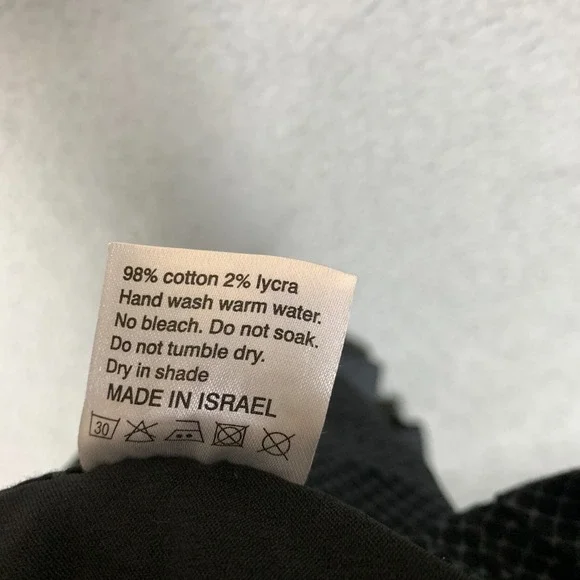 98% cotton 2% lycra
Hand wash warm water.
No bleach. Do not soak.
Do not tumble dry.
Dry in shade
MADE IN ISRAEL
30